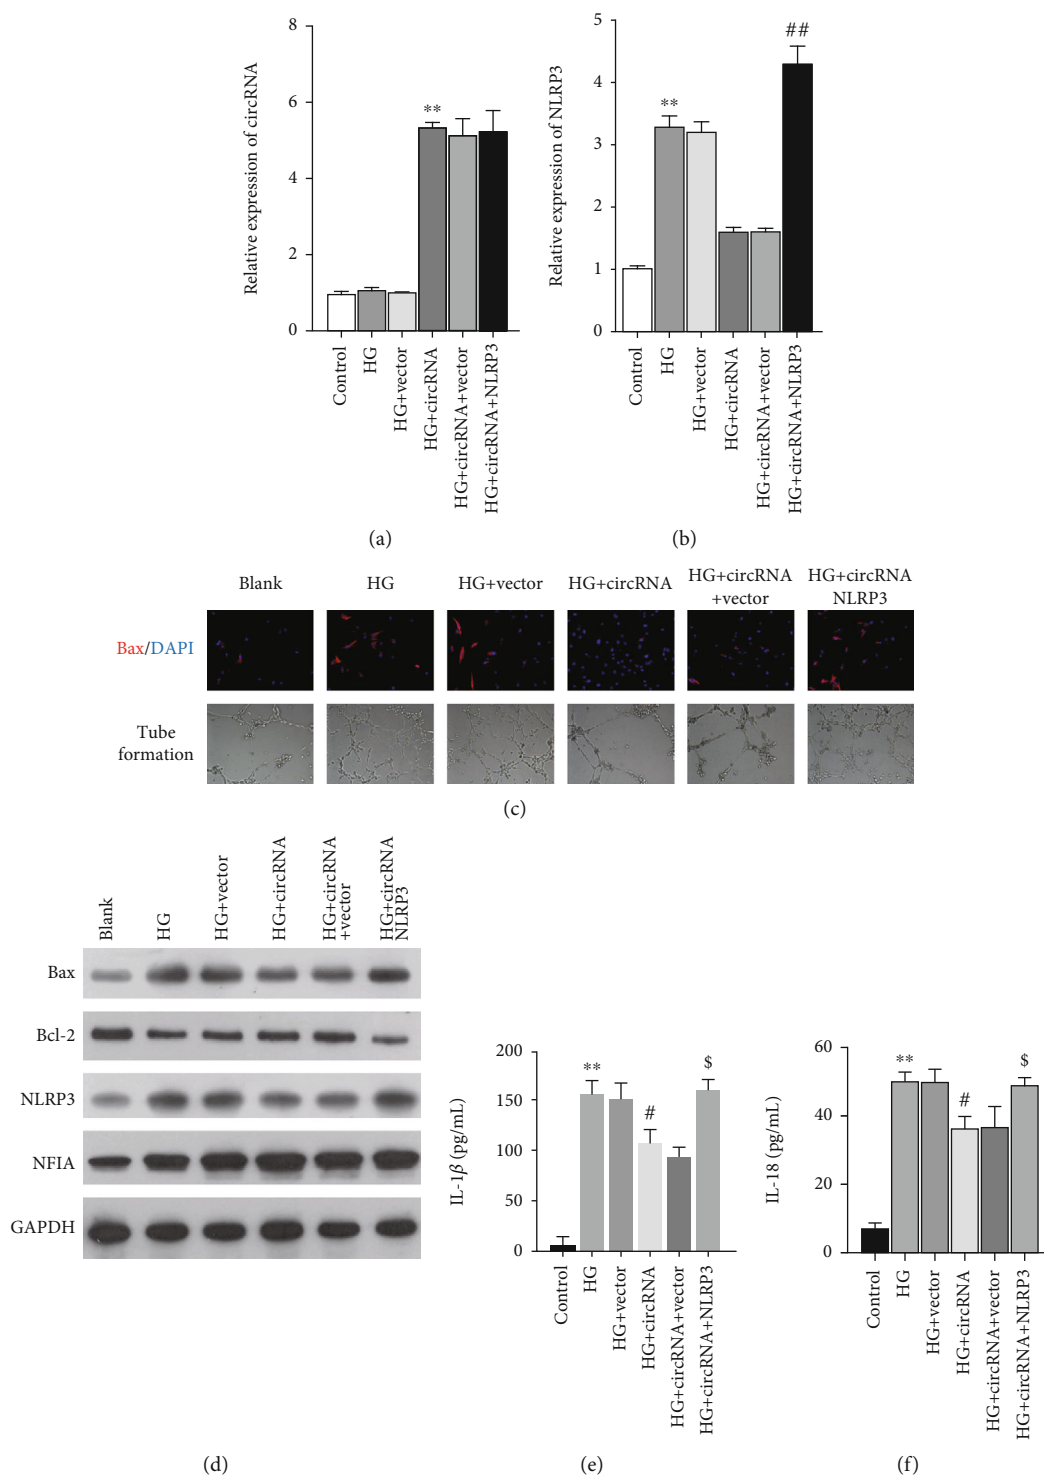 Relative expression of circRNA
8
6
4
2
0
**
Control
HG
HG+vector
HG+circRNA
HG+circRNA+vector
HG+circRNA+NLRP3
(a)
Relative expression of NLRP3
5
4
3
2
1
0
**
##
Control
HG
HG+vector
HG+circRNA
HG+circRNA+vector
HG+circRNA+NLRP3
(b)
Blank
HG
HG+vector
HG+circRNA
HG+circRNA
+vector
HG+circRNA
NLRP3
Bax/DAPI
Tube
formation
(c)
Blank
HG
HG+vector
HG+circRNA
HG+circRNA
+vector
HG+circRNA
NLRP3
Bax
Bcl-2
NLRP3
NFIA
GAPDH
(d)
IL-1β (pg/mL)
200
150
100
50
0
**
#
$
Control
HG
HG+vector
HG+circRNA
HG+circRNA+vector
HG+circRNA+NLRP3
(e)
IL-18 (pg/mL)
60
40
20
0
**
#
$
Control
HG
HG+vector
HG+circRNA
HG+circRNA+vector
HG+circRNA+NLRP3
(f)